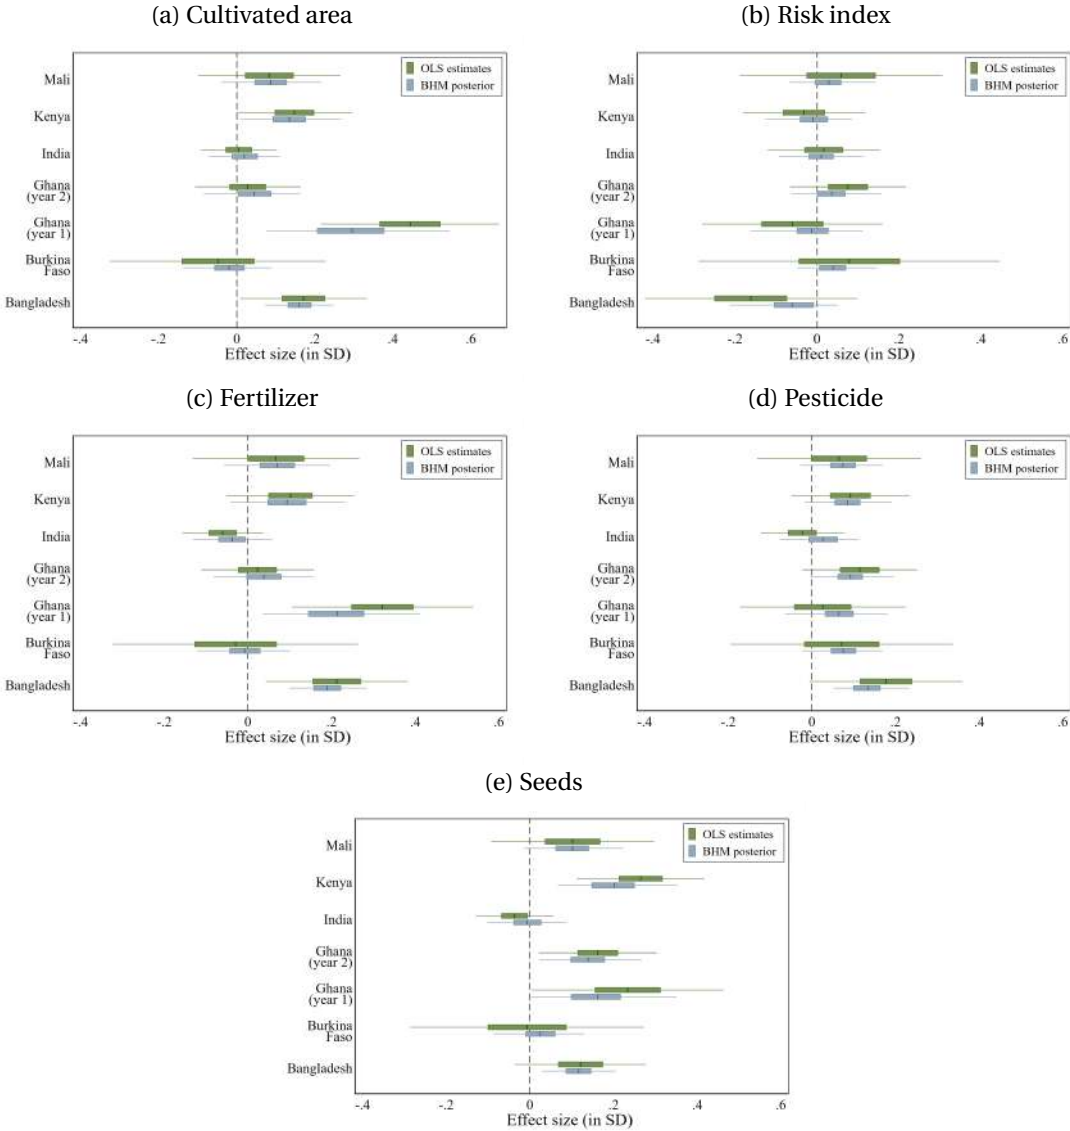 (a) Cultivated area
OLS estimates
BHM posterior
Mali
Kenya
India
Ghana
(year 2)
Ghana
(year 1)
Burkina
Faso
Bangladesh
-.4 -.2 0 .2 .4 .6
Effect size (in SD)
(b) Risk index
OLS estimates
BHM posterior
Mali
Kenya
India
Ghana
(year 2)
Ghana
(year 1)
Burkina
Faso
Bangladesh
-.4 -.2 0 .2 .4 .6
Effect size (in SD)
(c) Fertilizer
OLS estimates
BHM posterior
Mali
Kenya
India
Ghana
(year 2)
Ghana
(year 1)
Burkina
Faso
Bangladesh
-.4 -.2 0 .2 .4 .6
Effect size (in SD)
(d) Pesticide
OLS estimates
BHM posterior
Mali
Kenya
India
Ghana
(year 2)
Ghana
(year 1)
Burkina
Faso
Bangladesh
-.4 -.2 0 .2 .4 .6
Effect size (in SD)
(e) Seeds
OLS estimates
BHM posterior
Mali
Kenya
India
Ghana
(year 2)
Ghana
(year 1)
Burkina
Faso
Bangladesh
-.4 -.2 0 .2 .4 .6
Effect size (in SD)